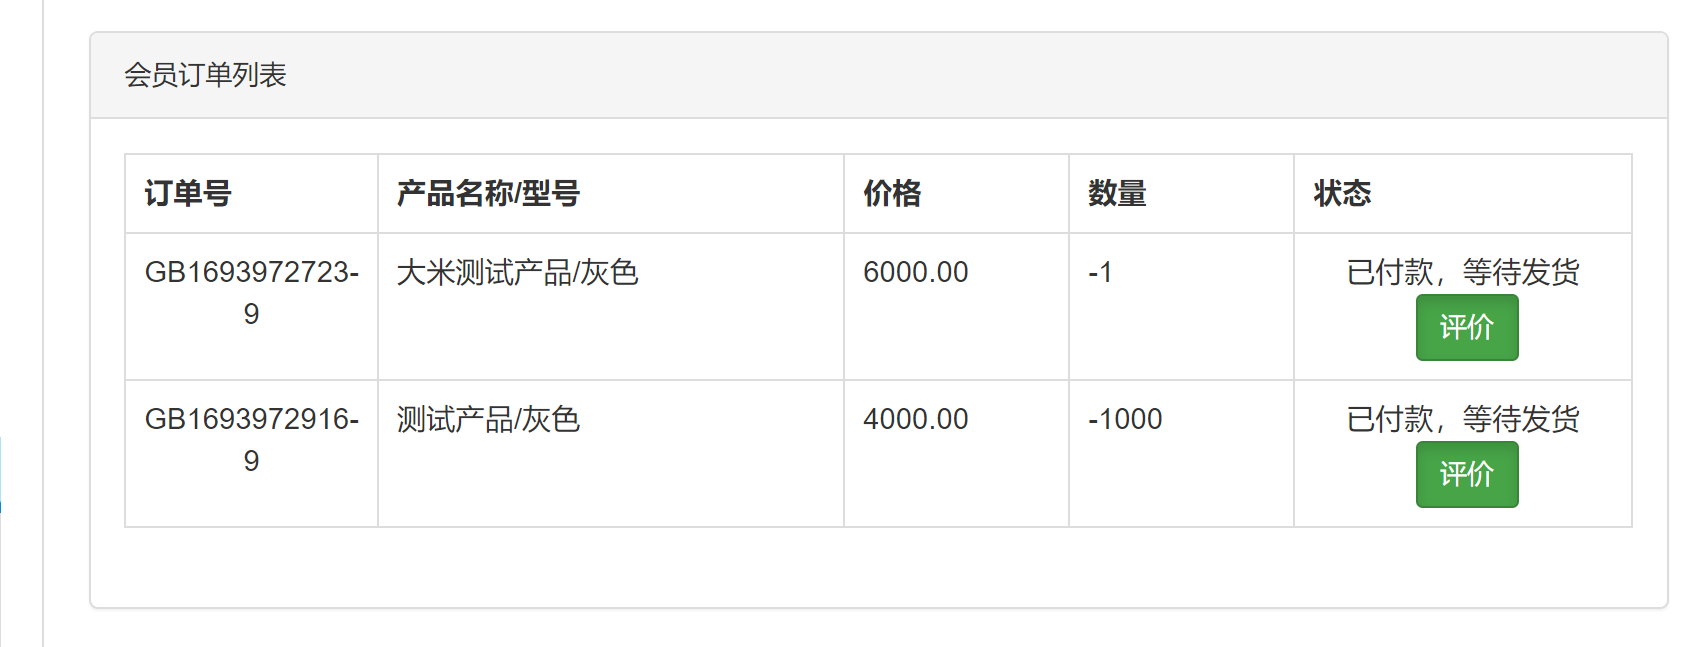 会员订单列表
订单号 产品名称/型号 价格 数量 状态
GB1693972723-9 大米测试产品/灰色 6000.00 -1 已付款，等待发货
评价
GB1693972916-9 测试产品/灰色 4000.00 -1000 已付款，等待发货
评价